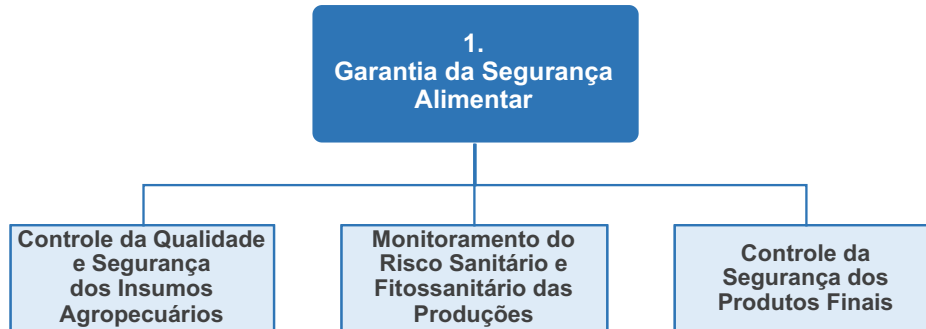 1.
Garantia da Segurança
Alimentar
Controle da Qualidade
e Segurança
dos Insumos
Agropecuários
Monitoramento do
Risco Sanitário e
Fitossanitário das
Produções
Controle da
Segurança dos
Produtos Finais